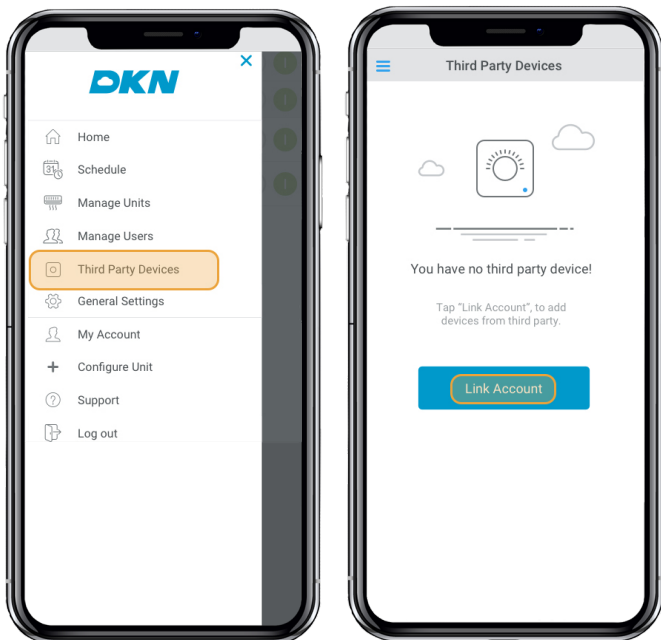 DKN
Home
31
Schedule
Manage Units
Manage Users
Third Party Devices
General Settings
My Account
Configure Unit
Support
Log out
Third Party Devices
You have no third party device!
Tap "Link Account", to add
devices from third party.
Link Account